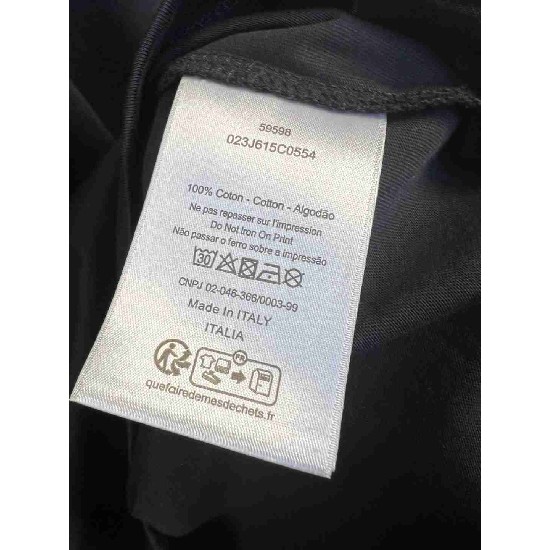 59598
023J615C0554
100% Coton - Cotton - Algodão
Ne pas repasser sur l'impression
Do Not Iron On Print
Não passar o ferro sobre a impressão
30
CNPJ 02-046-366/0003-99
Made In ITALY
ITALIA
FR
quefairedemesdechets.fr